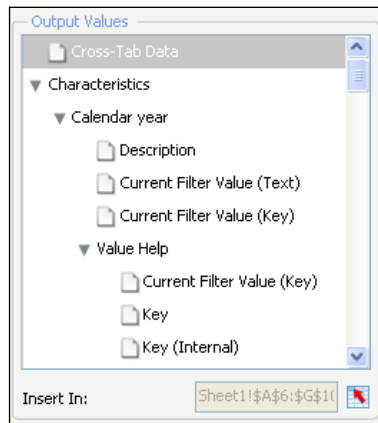 Output Values
Cross-Tab Data
Characteristics
Calendar year
Description
Current Filter Value (Text)
Current Filter Value (Key)
Value Help
Current Filter Value (Key)
Key
Key (Internal)
Insert In: Sheet1!$A$6:$G$1(